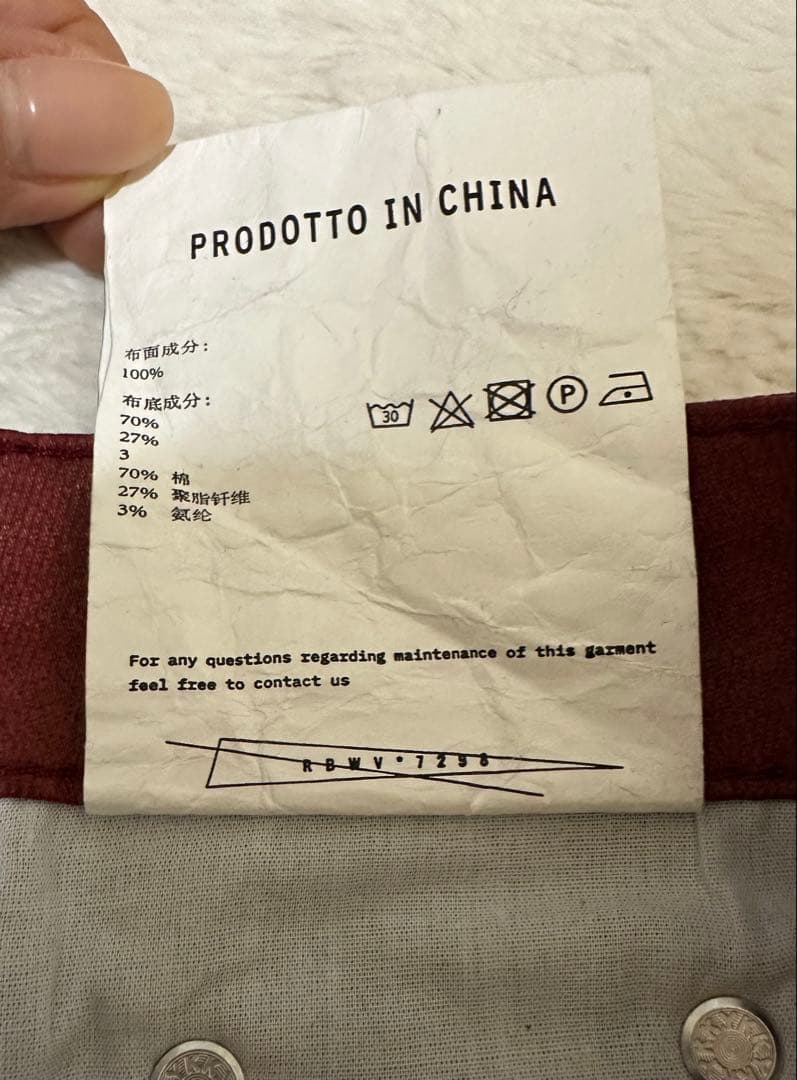 PRODOTTO IN CHINA
布面成分:
100%
布底成分:
70%
27%
3
70% 棉
27% 聚脂钎维
3% 氨纶
30
P
For any questions regarding maintenance of this garment
feel free to contact us
RBWV•7298